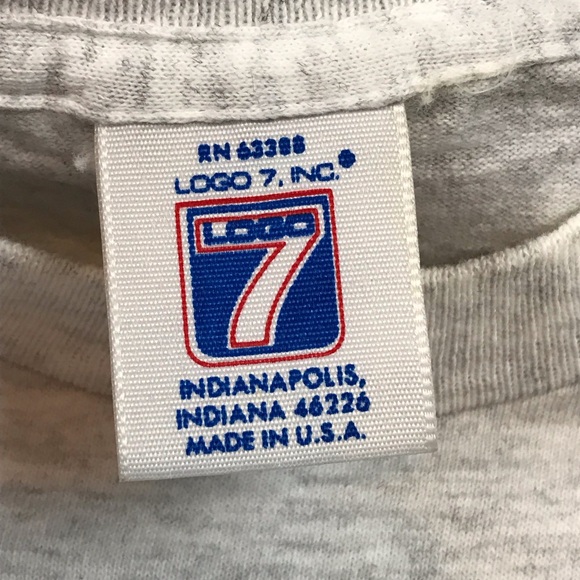 RN 63388
LOGO 7, INC.®
LOGO
7
INDIANAPOLIS,
INDIANA 46226
MADE IN U.S.A.